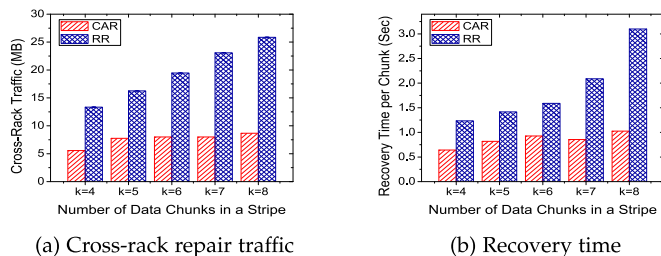 CAR
RR
30
25
20
15
10
5
0
Cross-Rack Traffic (MB)
k=4 k=5 k=6 k=7 k=8
Number of Data Chunks in a Stripe
(a) Cross-rack repair traffic
CAR
RR
3.0
2.5
2.0
1.5
1.0
0.5
0.0
Recovery Time per Chunk (Sec)
k=4 k=5 k=6 k=7 k=8
Number of Data Chunks in a Stripe
(b) Recovery time